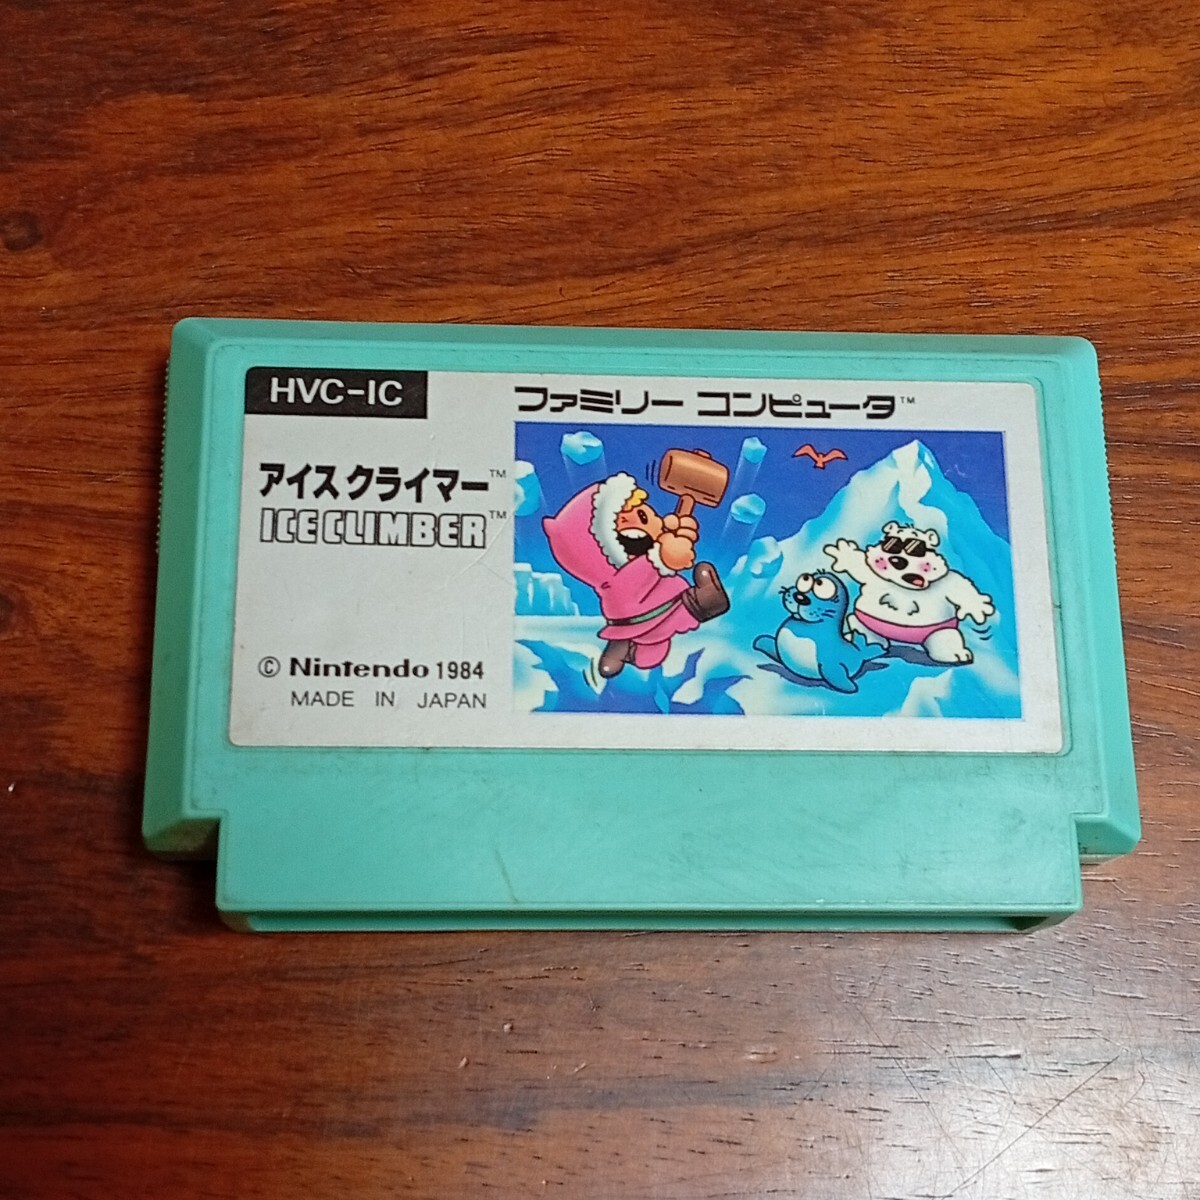 HVC-IC
ファミリー コンピュータ™
アイスクライマー™
ICE CLIMBER™
© Nintendo 1984
MADE IN JAPAN